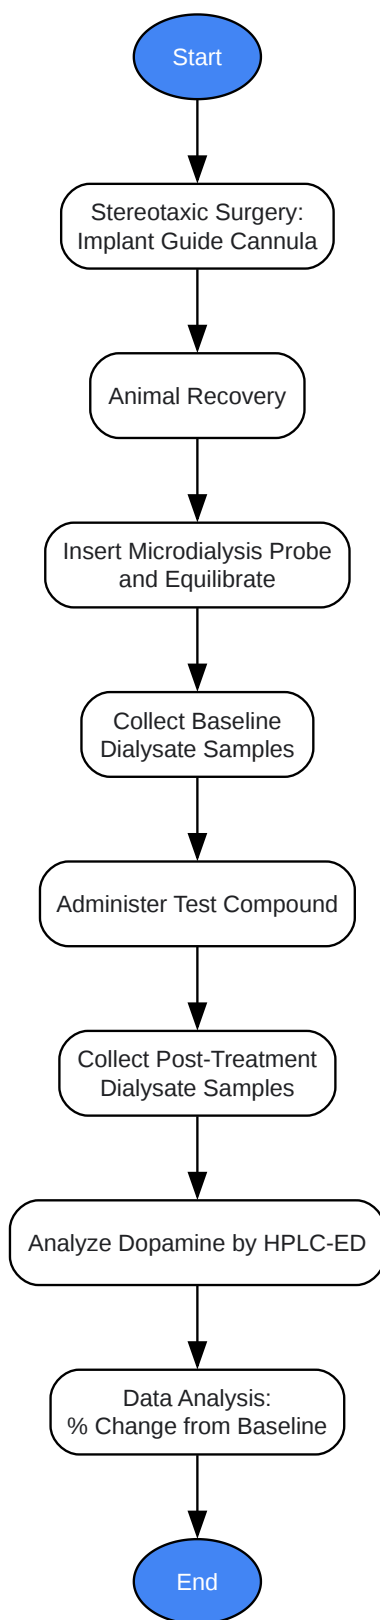 Start
Stereotaxic Surgery:
Implant Guide Cannula
Animal Recovery
Insert Microdialysis Probe
and Equilibrate
Collect Baseline
Dialysate Samples
Administer Test Compound
Collect Post-Treatment
Dialysate Samples
Analyze Dopamine by HPLC-ED
Data Analysis:
% Change from Baseline
End